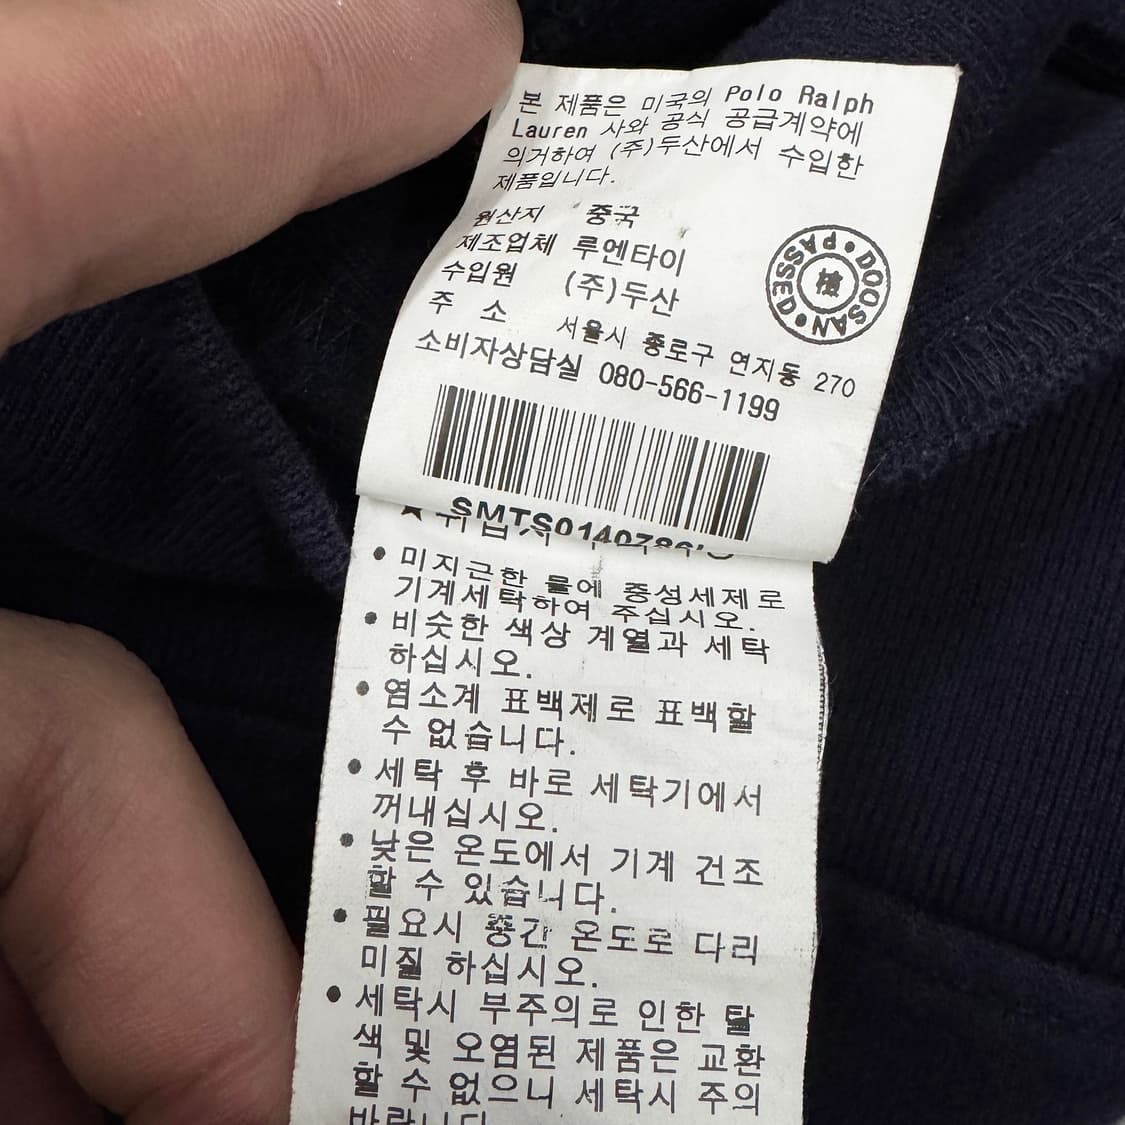 본 제품은 미국의 Polo Ralph
Lauren 사와 공식 공급계약에
의거하여 (주)두산에서 수입한
제품입니다.
원산지 중국
제조업체 루엔타이
수입원 (주)두산
주 소 서울시 종로구 연지동 270
소비자상담실 080-566-1199
DOOSAN PASSED
檢
SMTS0140786
• 미지근한 물에 중성세제로
기계세탁하여 주십시오.
• 비슷한 색상 계열과 세탁
하십시오.
• 염소계 표백제로 표백할
수 없습니다.
• 세탁 후 바로 세탁기에서
꺼내십시오.
• 낮은 온도에서 기계 건조
할 수 있습니다.
• 필요시 중간 온도로 다리
미질 하십시오.
• 세탁시 부주의로 인한 탈
색 및 오염된 제품은 교환
할 수 없으니 세탁시 주의
바랍니다